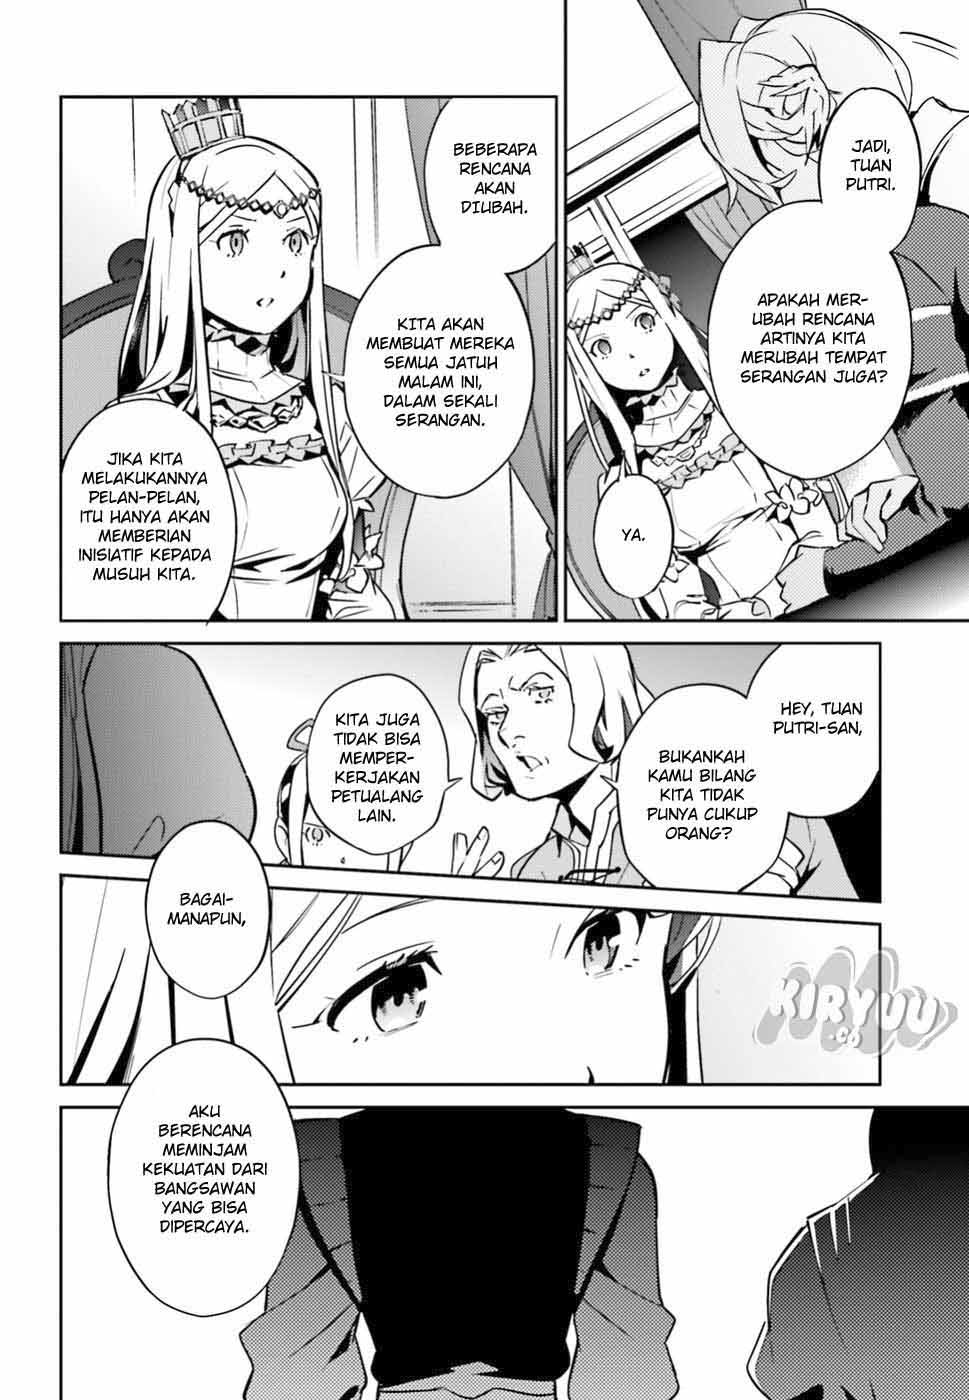 JADI,
TUAN
PUTRI.
APAKAH MER-
UBAH RENCANA
ARTINYA KITA
MERUBAH TEMPAT
SERANGAN JUGA?
YA.
BEBERAPA
RENCANA
AKAN
DIUBAH.
KITA AKAN
MEMBUAT MEREKA
SEMUA JATUH
MALAM INI,
DALAM SEKALI
SERANGAN.
JIKA KITA
MELAKUKANNYA
PELAN-PELAN,
ITU HANYA AKAN
MEMBERIAN
INISIATIF KEPADA
MUSUH KITA.
HEY, TUAN
PUTRI-SAN,
BUKANKAH
KAMU BILANG
KITA TIDAK
PUNYA CUKUP
ORANG?
KITA JUGA
TIDAK BISA
MEMPER-
KERJAKAN
PETUALANG
LAIN.
BAGAI-
MANAPUN,
AKU
BERENCANA
MEMINJAM
KEKUATAN DARI
BANGSAWAN
YANG BISA
DIPERCAYA.
KIRYUU
.CO